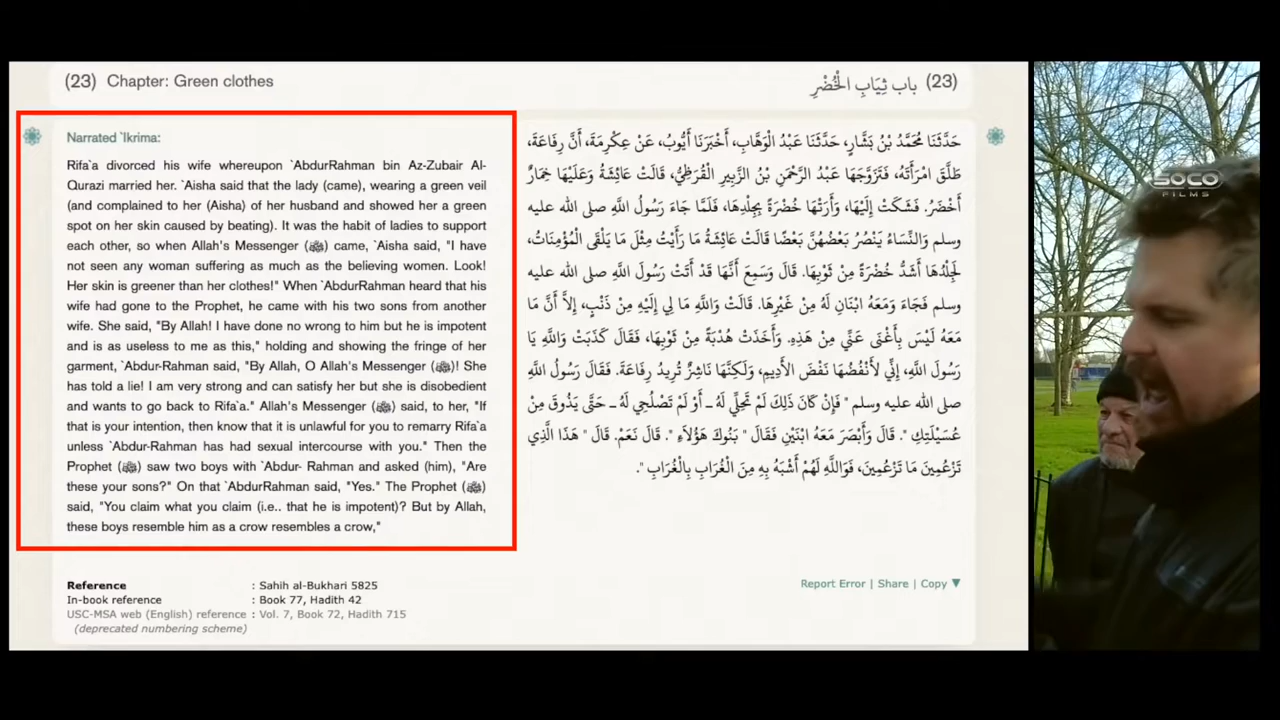 (23) Chapter: Green clothes
(23) باب ثِيَابِ الْخُضْرِ
Narrated `Ikrima:
Rifa`a divorced his wife whereupon `AbdurRahman bin Az-Zubair Al-
Qurazi married her. `Aisha said that the lady (came), wearing a green veil
(and complained to her (Aisha) of her husband and showed her a green
spot on her skin caused by beating). It was the habit of ladies to support
each other, so when Allah's Messenger (ﷺ) came, `Aisha said, "I have
not seen any woman suffering as much as the believing women. Look!
Her skin is greener than her clothes!" When `AbdurRahman heard that his
wife had gone to the Prophet, he came with his two sons from another
wife. She said, "By Allah! I have done no wrong to him but he is impotent
and is as useless to me as this," holding and showing the fringe of her
garment, `Abdur-Rahman said, "By Allah, O Allah's Messenger (ﷺ)! She
has told a lie! I am very strong and can satisfy her but she is disobedient
and wants to go back to Rifa`a." Allah's Messenger (ﷺ) said, to her, "If
that is your intention, then know that it is unlawful for you to remarry Rifa`a
unless `Abdur-Rahman has had sexual intercourse with you." Then the
Prophet (ﷺ) saw two boys with `Abdur- Rahman and asked (him), "Are
these your sons?" On that `AbdurRahman said, "Yes." The Prophet (ﷺ)
said, "You claim what you claim (i.e.. that he is impotent)? But by Allah,
these boys resemble him as a crow resembles a crow,"
حَدَّثَنَا مُحَمَّدُ بْنُ بَشَّارٍ، حَدَّثَنَا عَبْدُ الْوَهَّابِ، أَخْبَرَنَا أَيُّوبُ، عَنْ عِكْرِمَةَ، أَنَّ رِفَاعَةَ،
طَلَّقَ امْرَأَتَهُ، فَتَزَوَّجَهَا عَبْدُ الرَّحْمَنِ بْنُ الزَّبِيرِ الْقُرَظِيُّ، قَالَتْ عَائِشَةُ وَعَلَيْهَا خِمَارٌ
أَخْضَرُ. فَشَكَتْ إِلَيْهَا، وَأَرَتْهَا خُضْرَةً بِجِلْدِهَا، فَلَمَّا جَاءَ رَسُولُ اللَّهِ صلى الله عليه
وسلم وَالنِّسَاءُ يَنْصُرُ بَعْضُهُنَّ بَعْضًا قَالَتْ عَائِشَةُ مَا رَأَيْتُ مِثْلَ مَا يَلْقَى الْمُؤْمِنَاتُ،
لَجِلْدُهَا أَشَدُّ خُضْرَةً مِنْ ثَوْبِهَا. قَالَ وَسَمِعَ أَنَّهَا قَدْ أَتَتْ رَسُولَ اللَّهِ صلى الله عليه
وسلم فَجَاءَ وَمَعَهُ ابْنَانِ لَهُ مِنْ غَيْرِهَا. قَالَتْ وَاللَّهِ مَا لِي إِلَيْهِ مِنْ ذَنْبٍ، إِلاَّ أَنَّ مَا
مَعَهُ لَيْسَ بِأَغْنَى عَنِّي مِنْ هَذِهِ. وَأَخَذَتْ هُدْبَةً مِنْ ثَوْبِهَا، فَقَالَ كَذَبَتْ وَاللَّهِ يَا
رَسُولَ اللَّهِ، إِنِّي لأَنْفُضُهَا نَفْضَ الأَدِيمِ، وَلَكِنَّهَا نَاشِزٌ تُرِيدُ رِفَاعَةَ. فَقَالَ رَسُولُ اللَّهِ
صلى الله عليه وسلم " فَإِنْ كَانَ ذَلِكِ لَمْ تَحِلِّي لَهُ ـ أَوْ لَمْ تَصْلُحِي لَهُ ـ حَتَّى يَذُوقَ مِنْ
عُسَيْلَتِكِ ". قَالَ وَأَبْصَرَ مَعَهُ ابْنَيْنِ فَقَالَ " بَنُوكَ هَؤُلاَءِ ". قَالَ نَعَمْ. قَالَ " هَذَا الَّذِي
تَزْعُمِينَ مَا تَزْعُمِينَ، فَوَاللَّهِ لَهُمْ أَشْبَهُ بِهِ مِنَ الْغُرَابِ بِالْغُرَابِ ".
Reference : Sahih al-Bukhari 5825
In-book reference : Book 77, Hadith 42
USC-MSA web (English) reference : Vol. 7, Book 72, Hadith 715
(deprecated numbering scheme)
Report Error | Share | Copy ▼
SOCO
FILMS